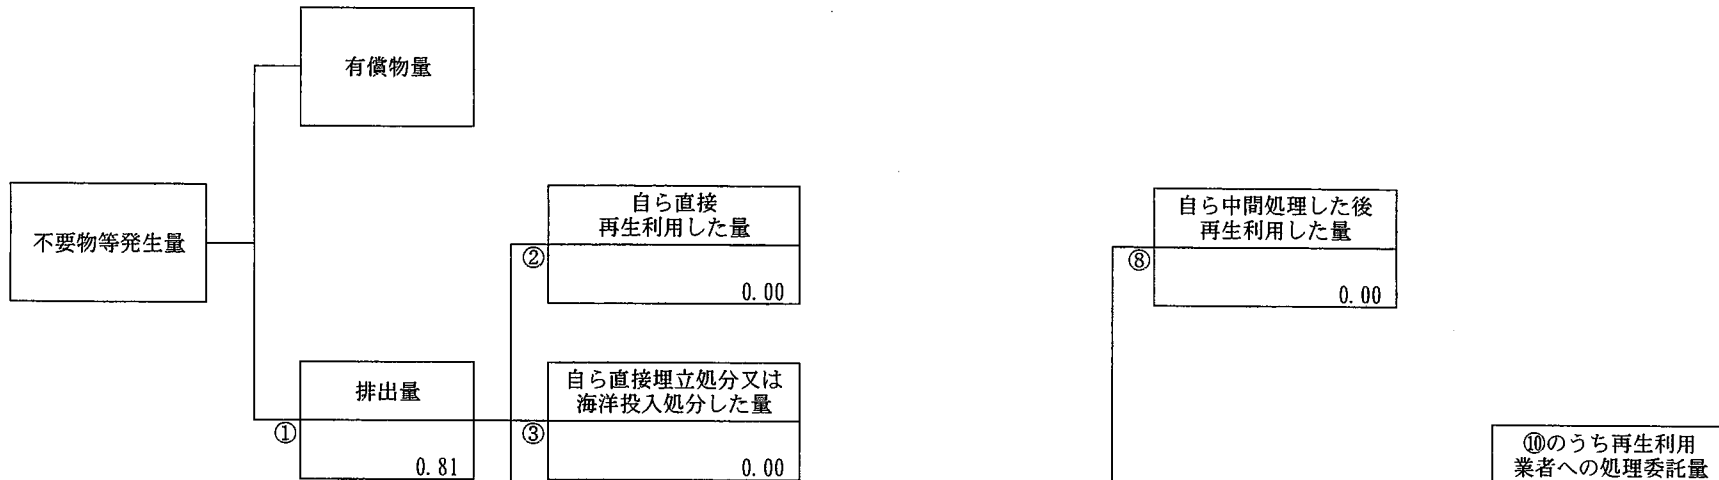 有償物量
不要物等発生量
自ら直接
再生利用した量
②
0.00
自ら中間処理した後
再生利用した量
⑧
0.00
排出量
①
0.81
自ら直接埋立処分又は
海洋投入処分した量
③
0.00
⑩のうち再生利用
業者への処理委託量